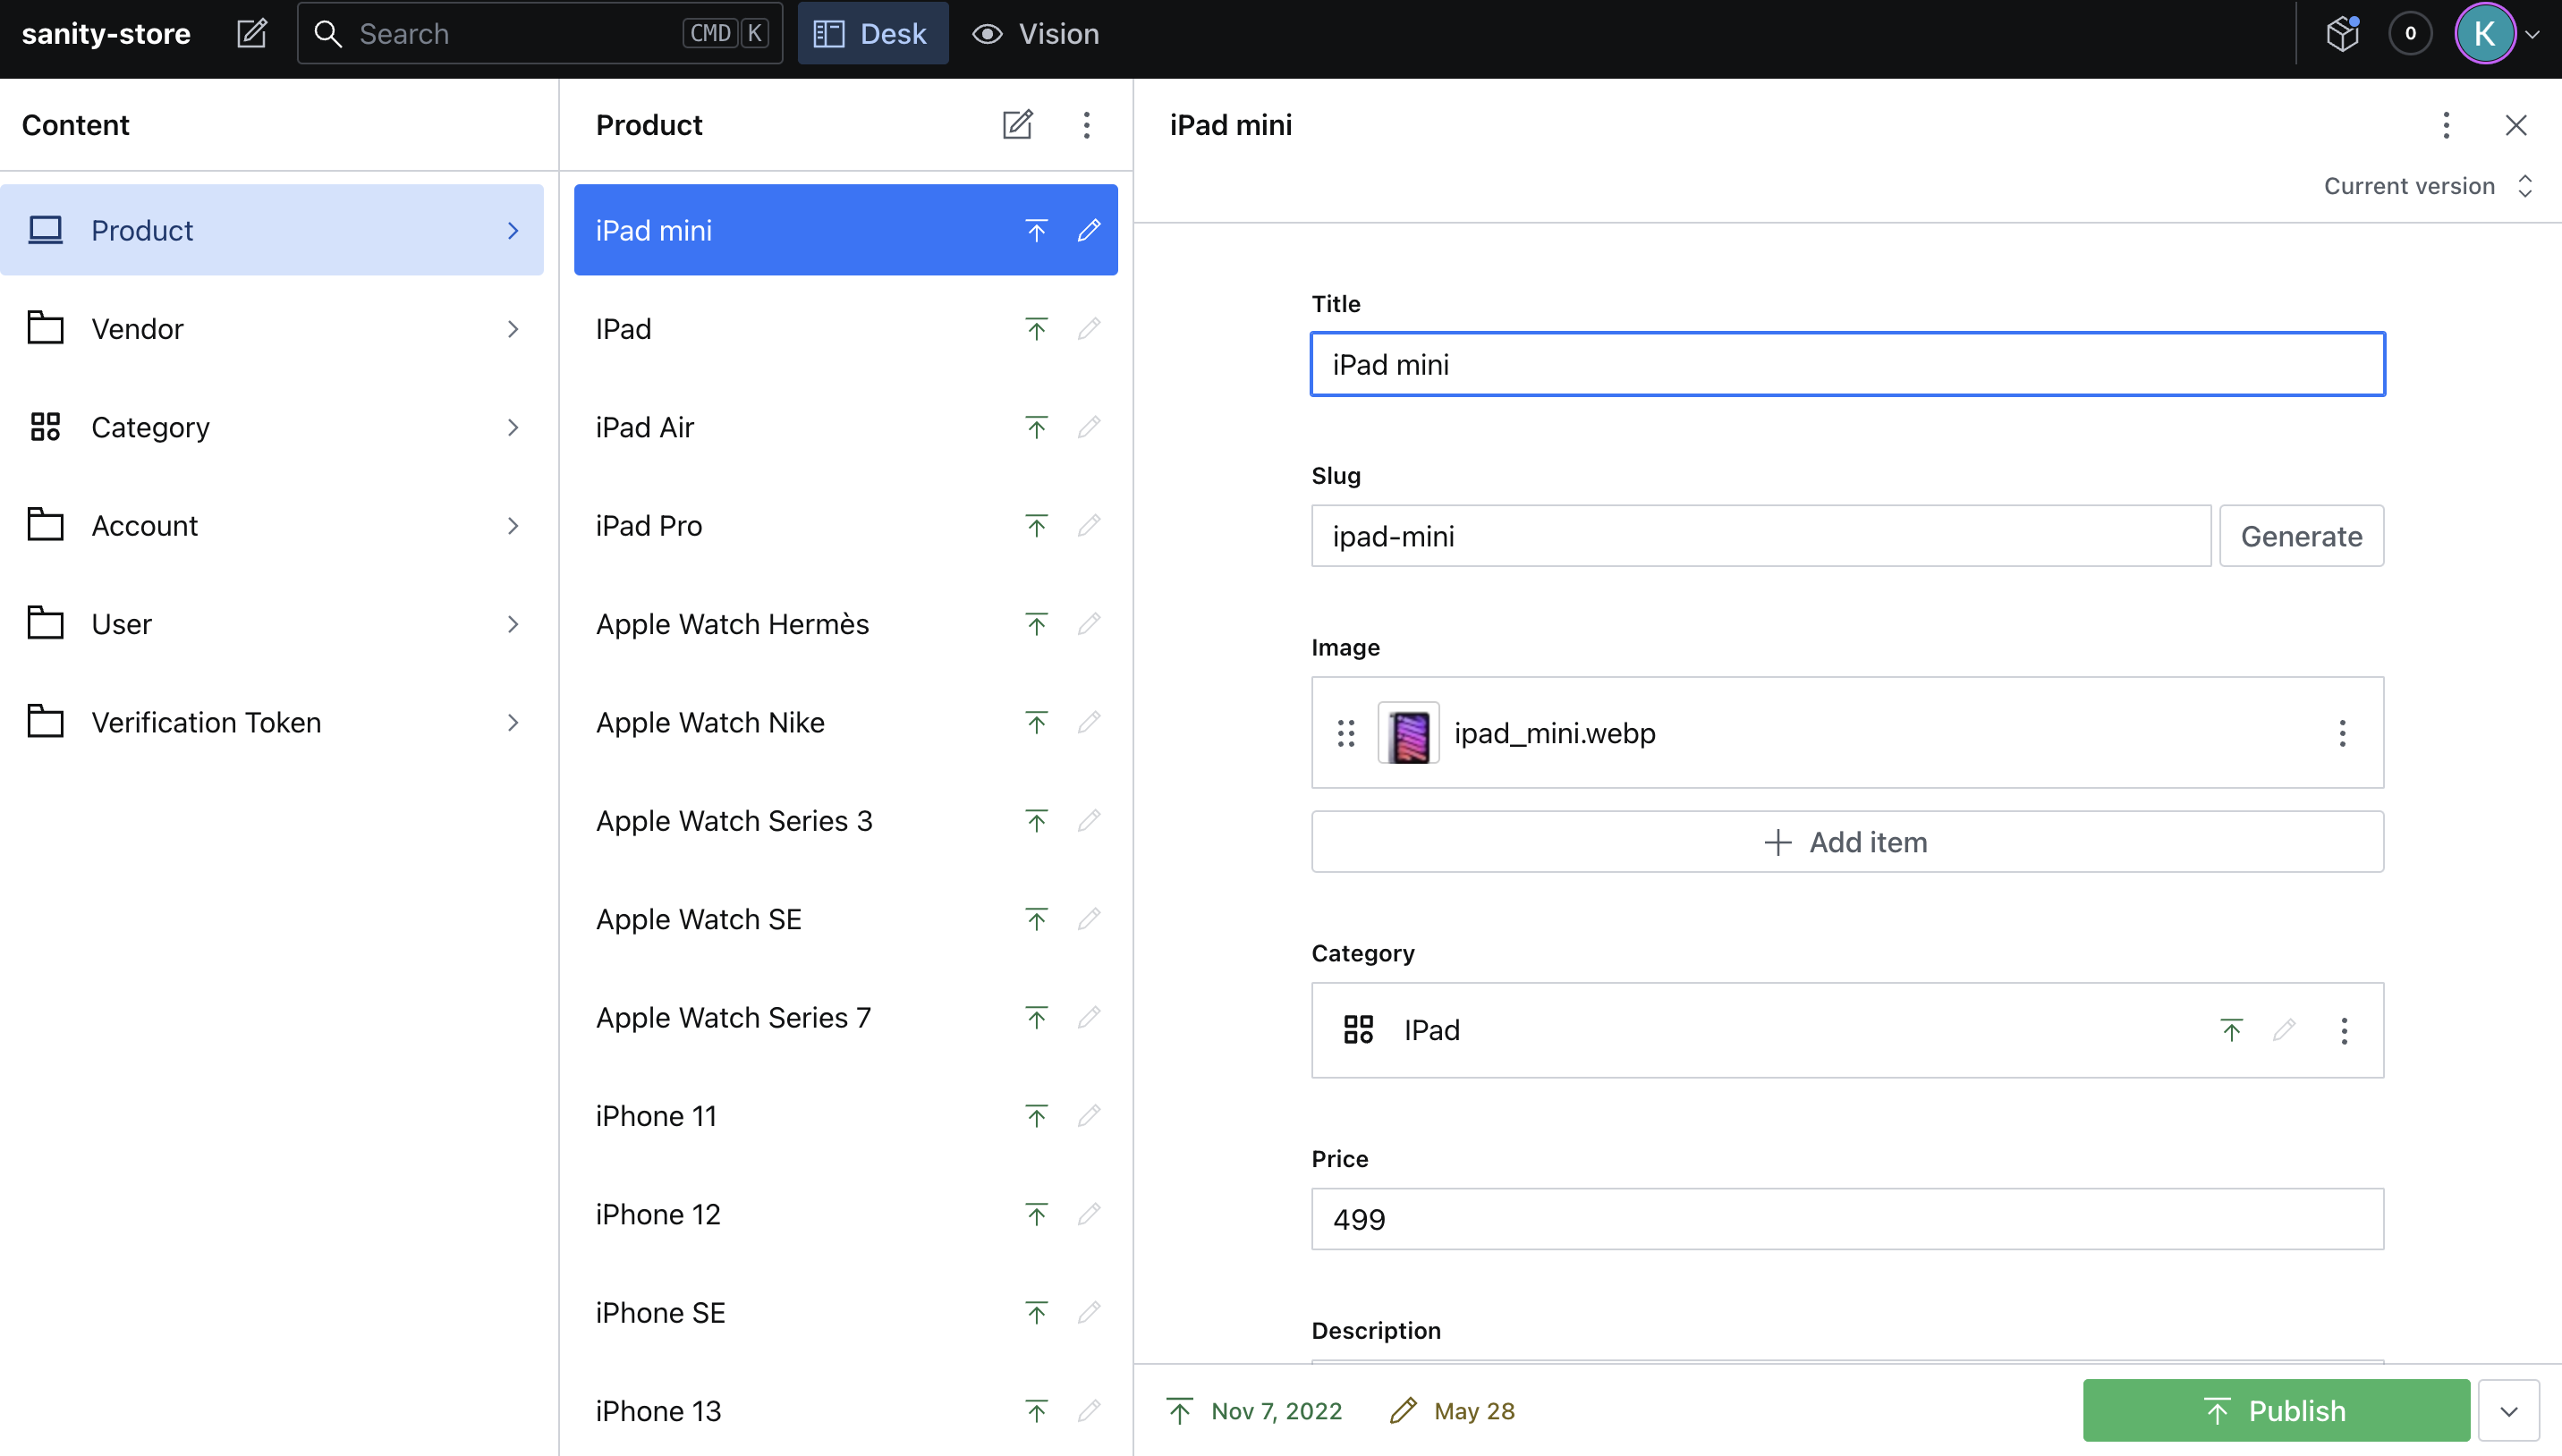 sanity-store
Search
CMD K
Desk
Vision
0
K
Content
Product
Vendor
Category
Account
User
Verification Token
Product
iPad mini
IPad
iPad Air
iPad Pro
Apple Watch Hermès
Apple Watch Nike
Apple Watch Series 3
Apple Watch SE
Apple Watch Series 7
iPhone 11
iPhone 12
iPhone SE
iPhone 13
iPad mini
Current version
Title
iPad mini
Slug
ipad-mini
Generate
Image
ipad_mini.webp
Add item
Category
IPad
Price
499
Description
Nov 7, 2022
May 28
Publish